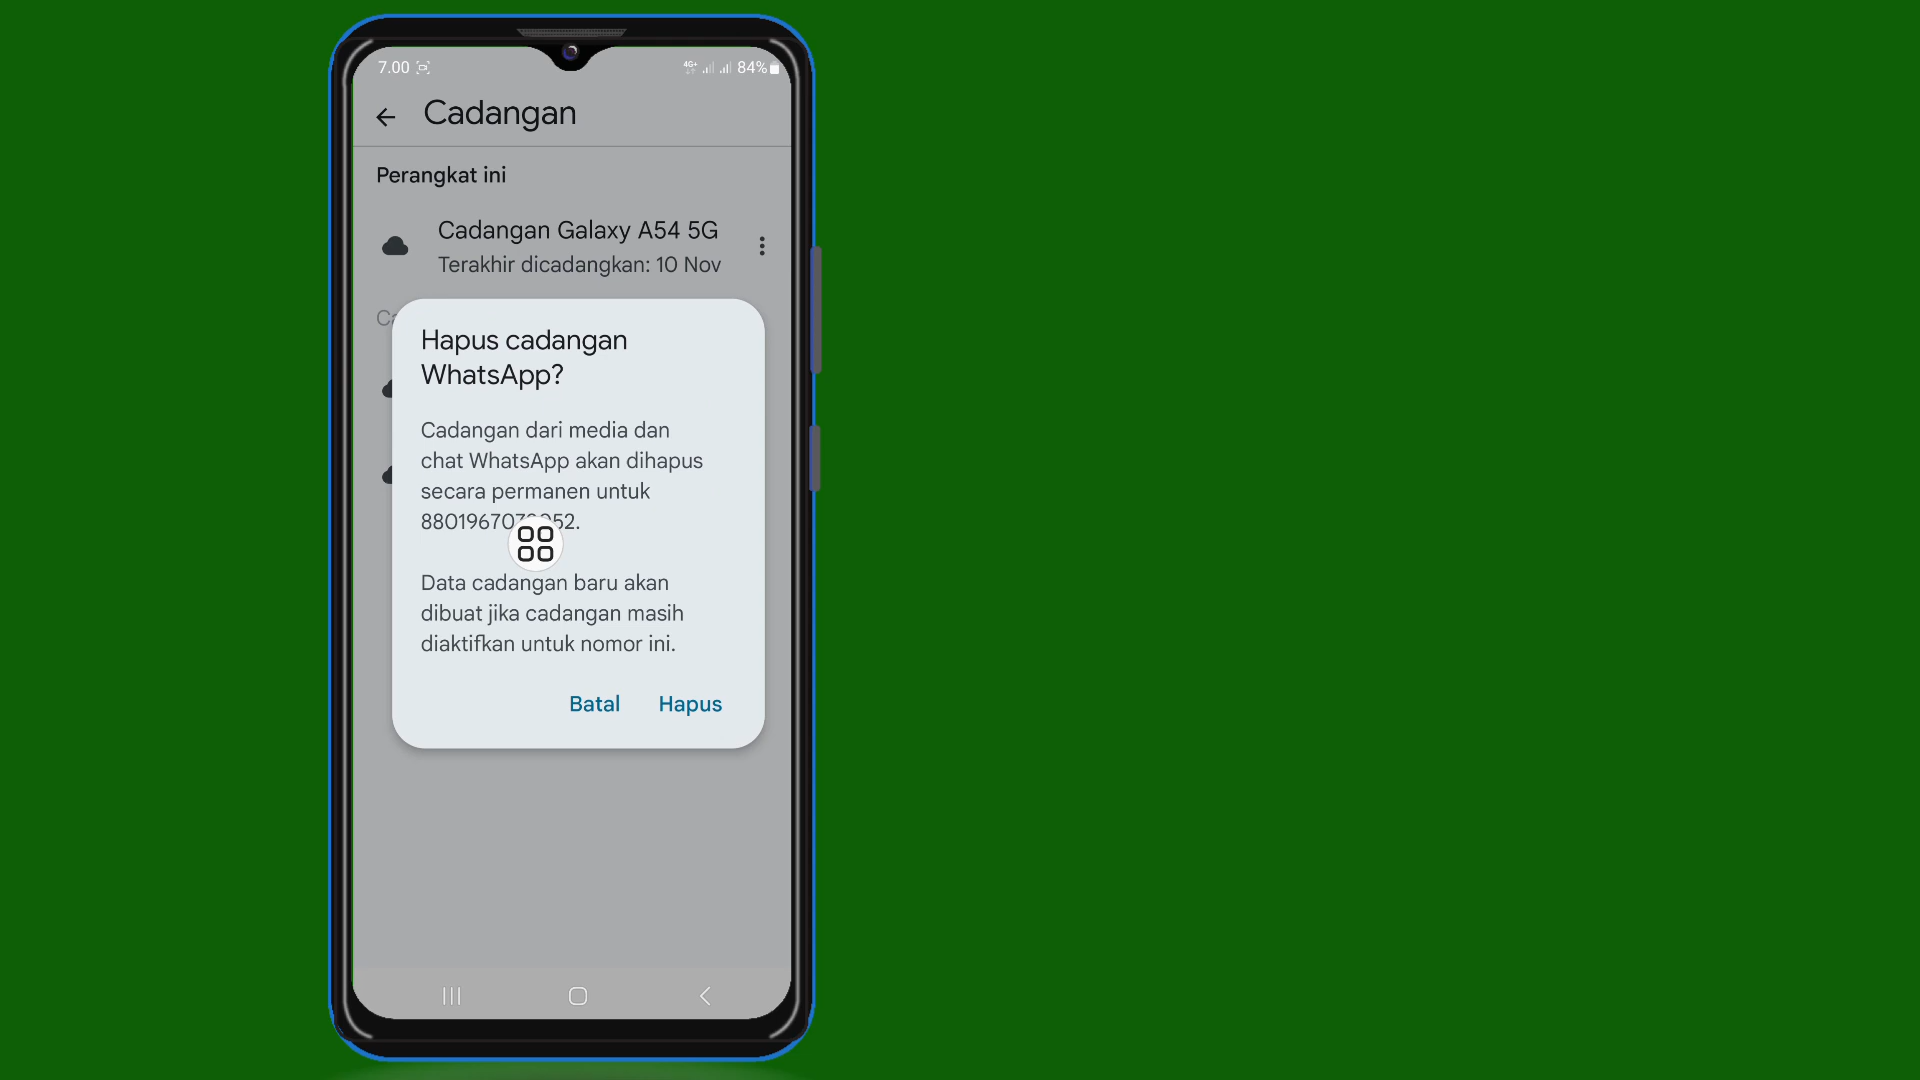 7.00 4G+ 84%
Cadangan
Perangkat ini
Cadangan Galaxy A54 5G
Terakhir dicadangkan: 10 Nov
Hapus cadangan
WhatsApp?
Cadangan dari media dan
chat WhatsApp akan dihapus
secara permanen untuk
Data cadangan baru akan
dibuat jika cadangan masih
diaktifkan untuk nomor ini.
Batal Hapus